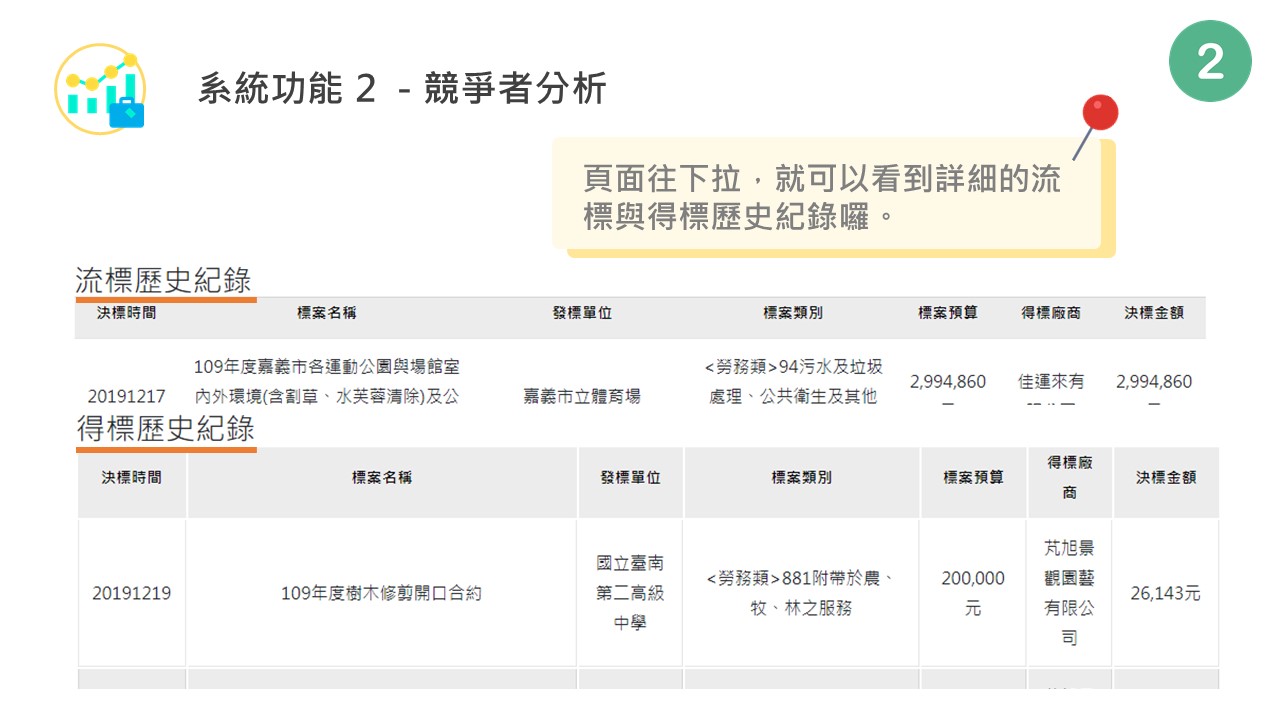 系統功能 2 - 競爭者分析
2
頁面往下拉，就可以看到詳細的流
標與得標歷史紀錄囉。
流標歷史紀錄
決標時間 標案名稱 發標單位 標案類別 標案預算 得標廠商 決標金額
109年度嘉義市各運動公園與場館室
內外環境(含割草、水芙蓉清除)及公
20191217
嘉義市立體育場
<勞務類>94污水及垃圾
處理、公共衛生及其他
2,994,860
佳運來有
2,994,860
得標歷史紀錄
決標時間 標案名稱 發標單位 標案類別 標案預算 得標廠
商
決標金額
20191219
109年度樹木修剪開口合約
國立臺南
第二高級
中學
<勞務類>881附帶於農、
牧、林之服務
200,000
元
芃旭景
觀園藝
有限公
司
26,143元